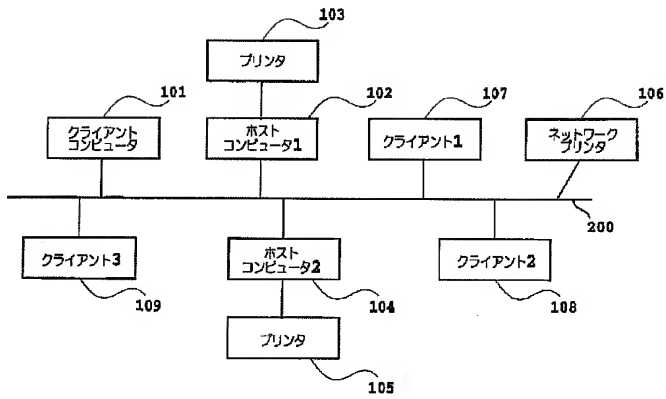 103
プリンタ
101
102
107
106
クライアント
コンピュータ
ホスト
コンピュータ1
クライアント1
ネットワーク
プリンタ
200
クライアント3
ホスト
コンピュータ2
クライアント2
109
104
108
プリンタ
105